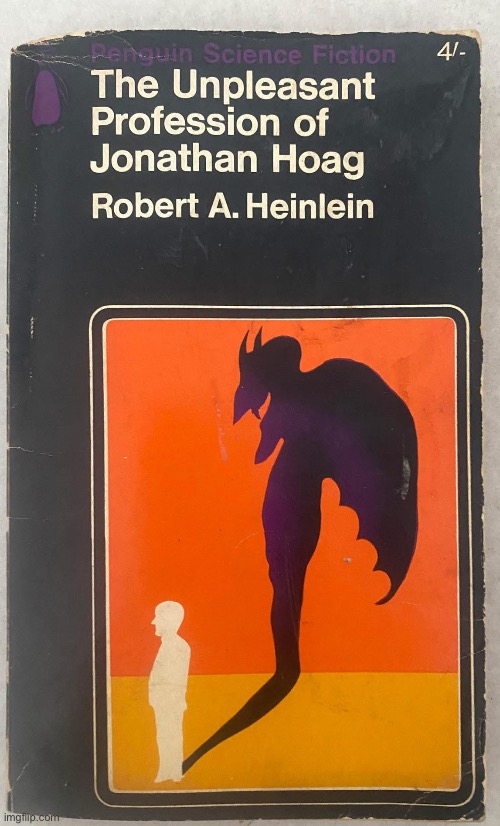 Penguin Science Fiction 4/-
The Unpleasant
Profession of
Jonathan Hoag
Robert A. Heinlein
imgflip.com